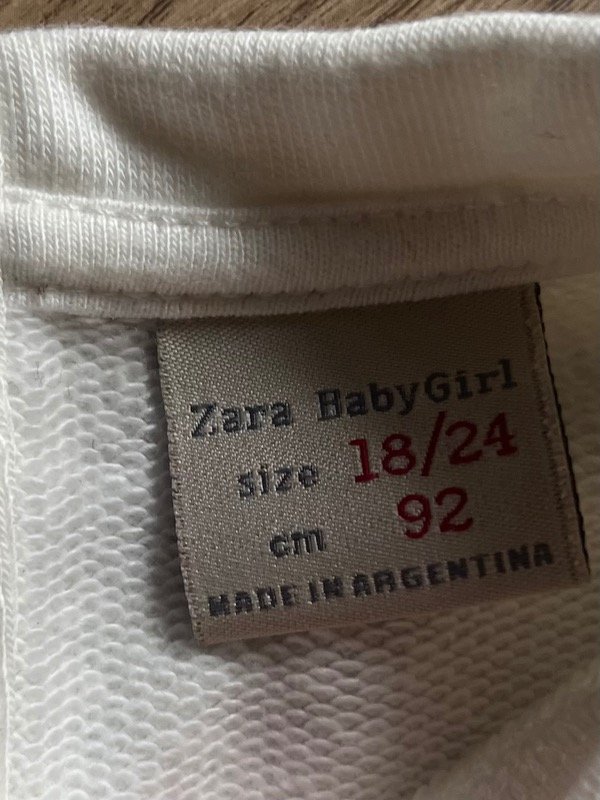 Zara BabyGirl
size 18/24
cm 92
MADE IN ARGENTINA